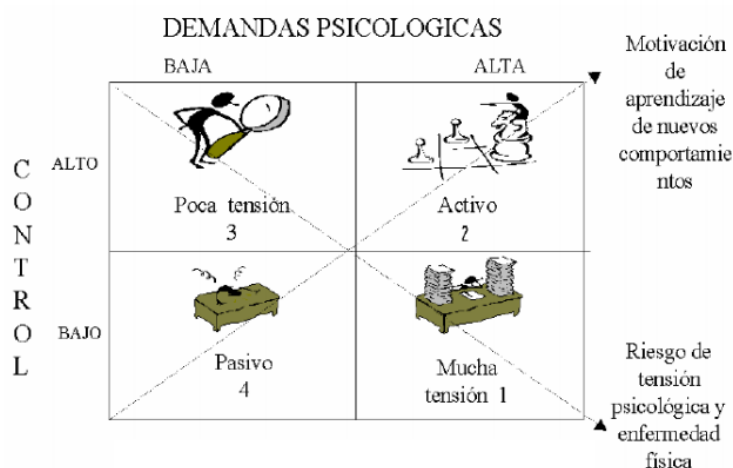 DEMANDAS PSICOLOGICAS
BAJA
ALTA
Motivación
de
aprendizaje
de nuevos
comportamie
ntos
CONTROL
ALTO
Poca tensión
3
Activo
2
BAJO
Pasivo
4
Mucha
tensión 1
Riesgo de
tensión
psicológica y
enfermedad
física